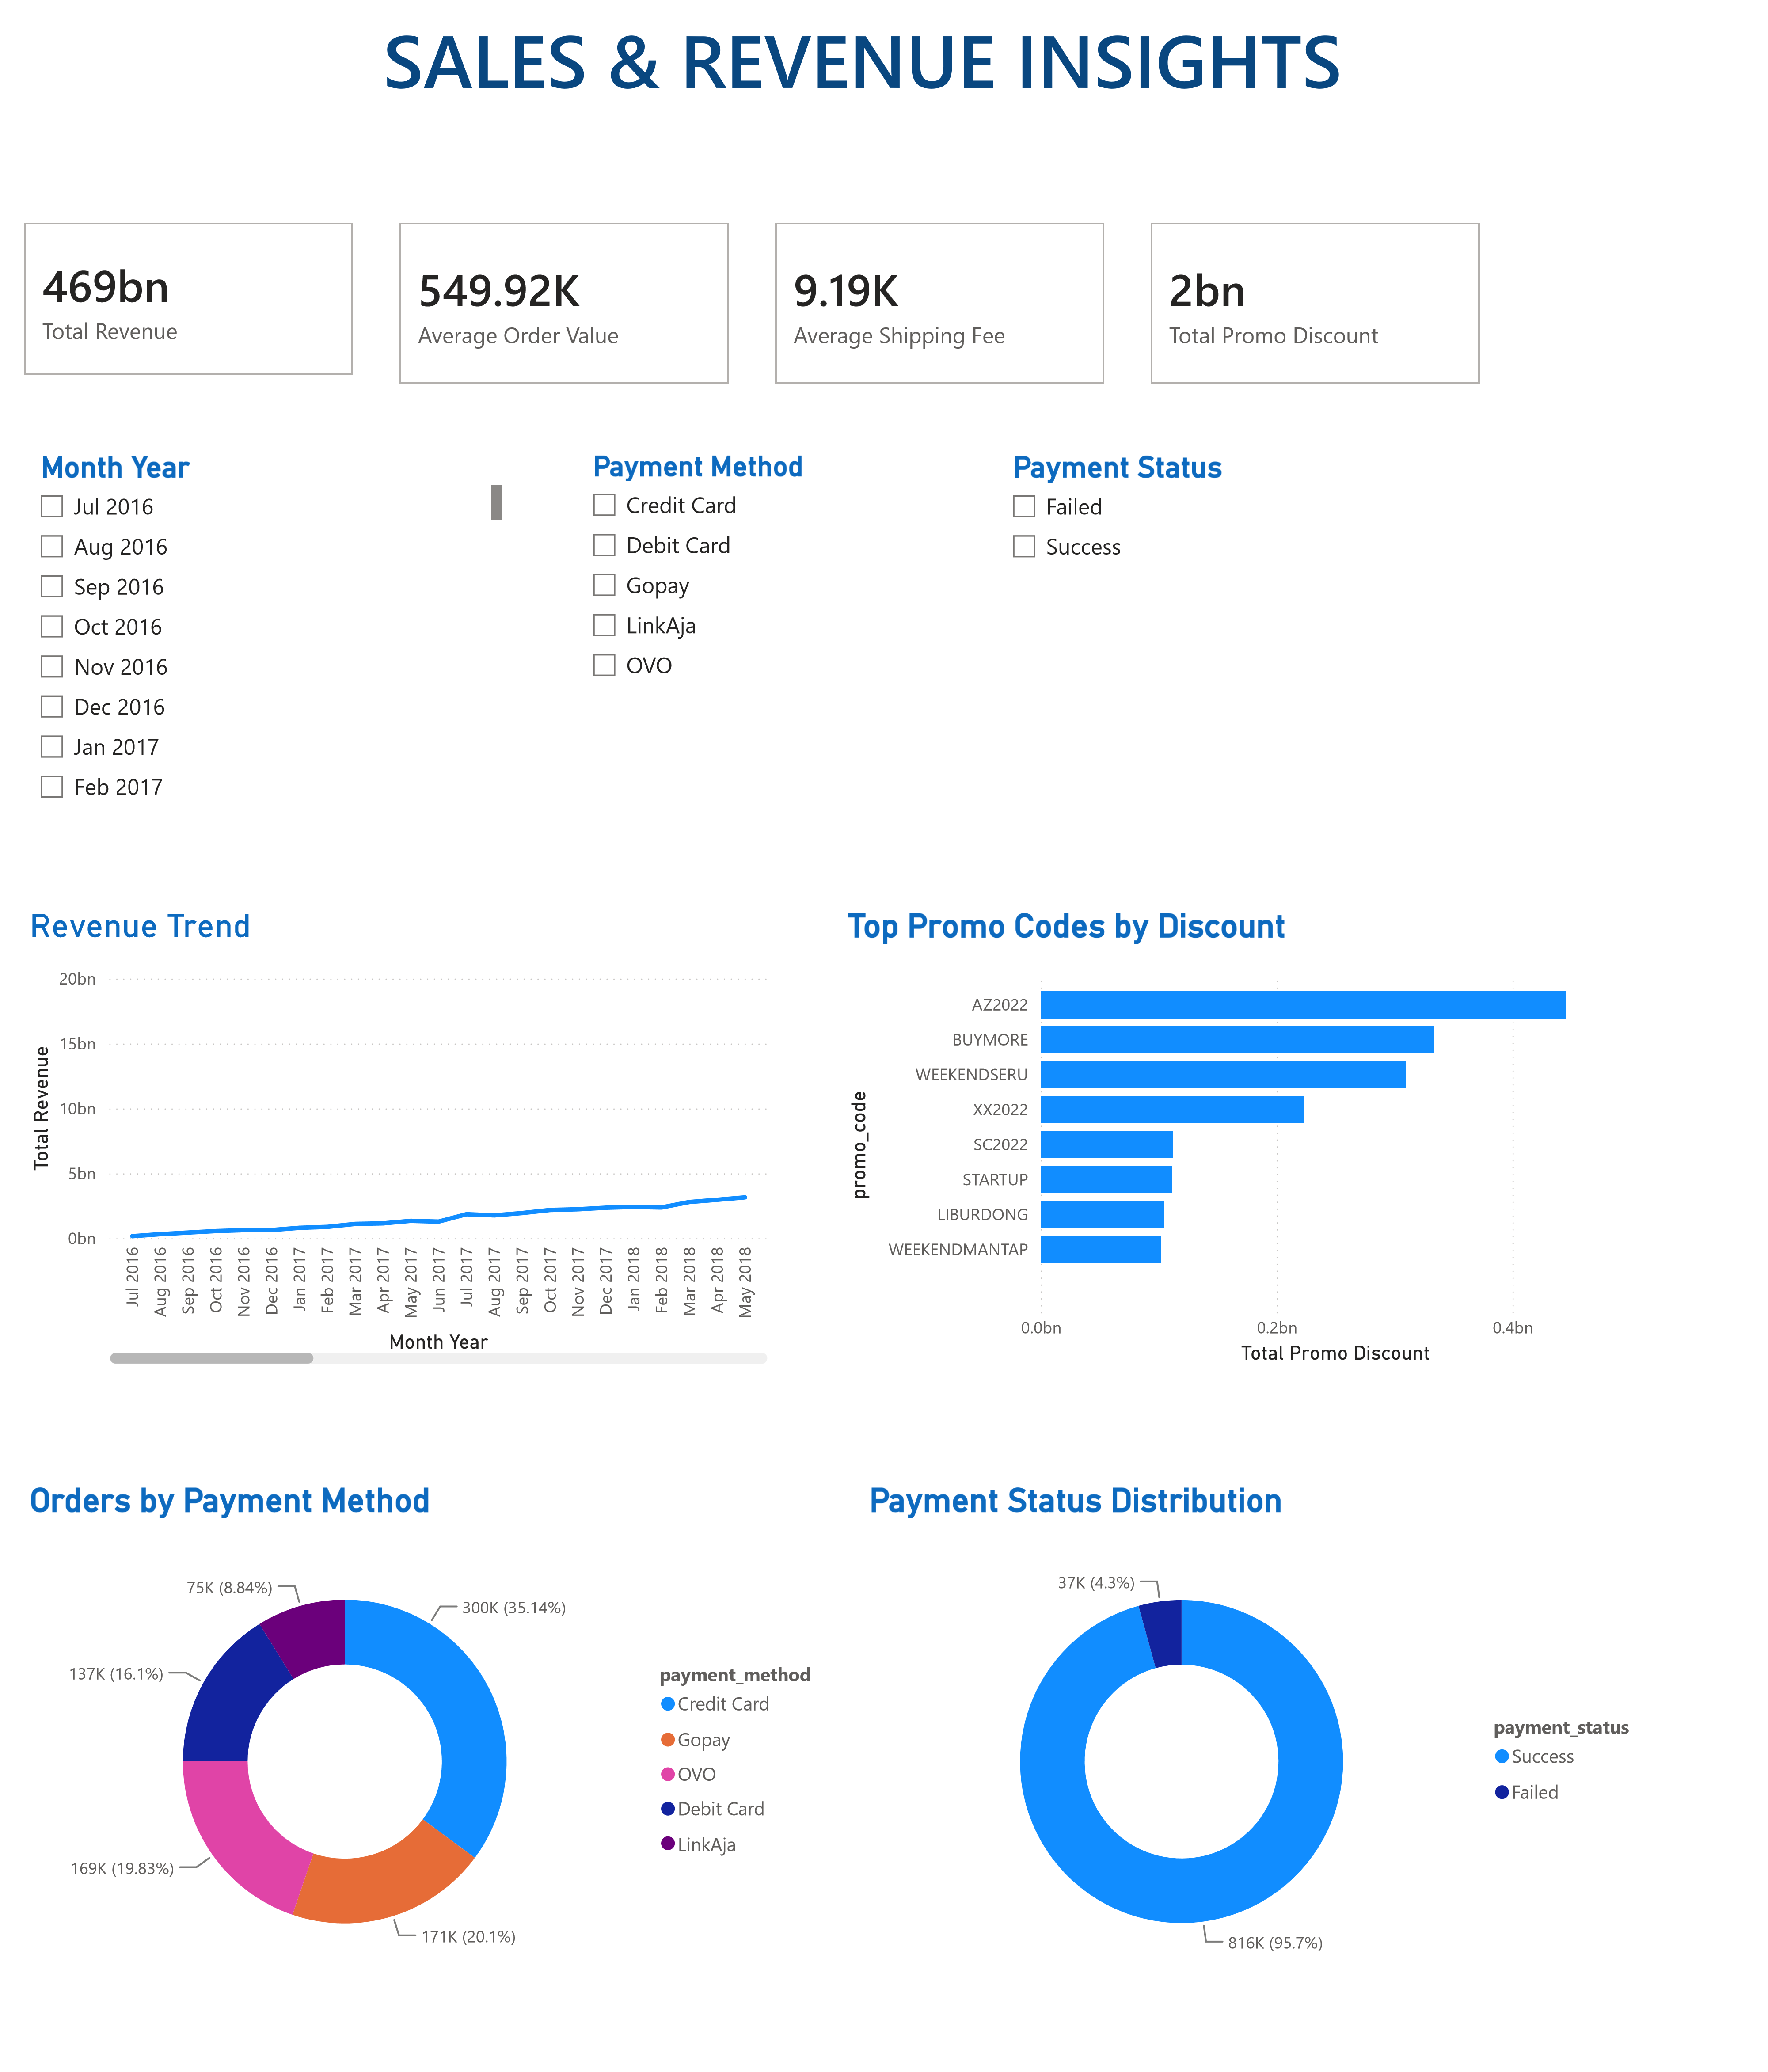 SALES & REVENUE INSIGHTS
469bn
Total Revenue
549.92K
Average Order Value
9.19K
Average Shipping Fee
2bn
Total Promo Discount
Month Year
Jul 2016
Aug 2016
Sep 2016
Oct 2016
Nov 2016
Dec 2016
Jan 2017
Feb 2017
Payment Method
Credit Card
Debit Card
Gopay
LinkAja
OVO
Payment Status
Failed
Success
Revenue Trend
Total Revenue
20bn
15bn
10bn
5bn
0bn
Jul 2016
Aug 2016
Sep 2016
Oct 2016
Nov 2016
Dec 2016
Jan 2017
Feb 2017
Mar 2017
Apr 2017
May 2017
Jun 2017
Jul 2017
Aug 2017
Sep 2017
Oct 2017
Nov 2017
Dec 2017
Jan 2018
Feb 2018
Mar 2018
Apr 2018
May 2018
Month Year
Top Promo Codes by Discount
promo_code
AZ2022
BUYMORE
WEEKENDSERU
XX2022
SC2022
STARTUP
LIBURDONG
WEEKENDMANTAP
0.0bn
0.2bn
0.4bn
Total Promo Discount
Orders by Payment Method
75K (8.84%)
300K (35.14%)
137K (16.1%)
169K (19.83%)
171K (20.1%)
payment_method
Credit Card
Gopay
OVO
Debit Card
LinkAja
Payment Status Distribution
37K (4.3%)
816K (95.7%)
payment_status
Success
Failed